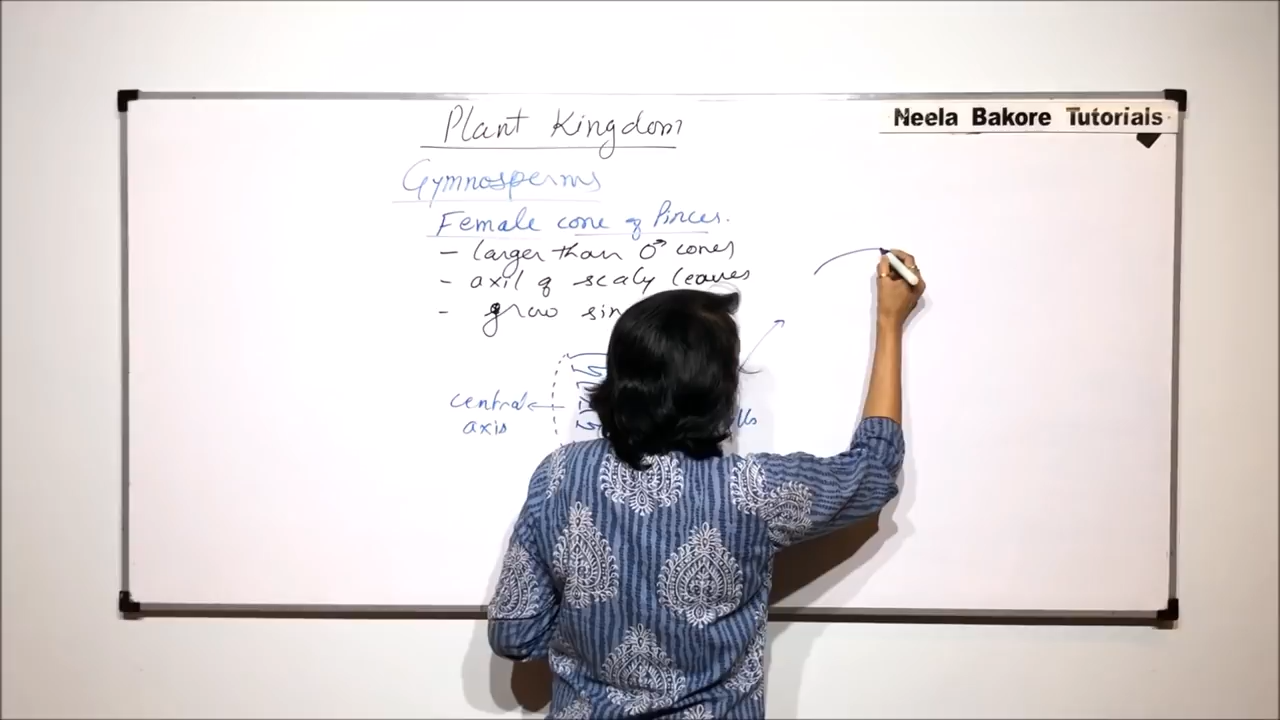 Plant Kingdom
Neela Bakore Tutorials
Gymnosperms
Female cone of Pinus.
- larger than ♂ cones
- axil of scaly leaves
- grow
central
axis